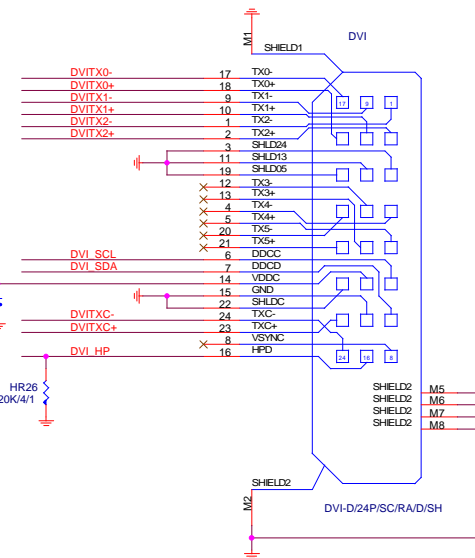 M1
SHIELD1
DVI
DVITX0- 17 TX0-
DVITX0+ 18 TX0+
DVITX1- 9 TX1-
DVITX1+ 10 TX1+
DVITX2- 1 TX2-
DVITX2+ 2 TX2+
3 SHLD24
11 SHLD13
19 SHLD05
12 TX3-
13 TX3+
4 TX4-
5 TX4+
20 TX5-
21 TX5+
DVI_SCL 6 DDCC
DVI_SDA 7 DDCD
14 VDDC
15 GND
22 SHLDC
DVITXC- 24 TXC-
DVITXC+ 23 TXC+
8 VSYNC
DVI_HP 16 HPD
17 9 1
24 16 8
HR26
20K/4/1
SHIELD2 M5
SHIELD2 M6
SHIELD2 M7
SHIELD2 M8
SHIELD2
M2
DVI-D/24P/SC/RA/D/SH